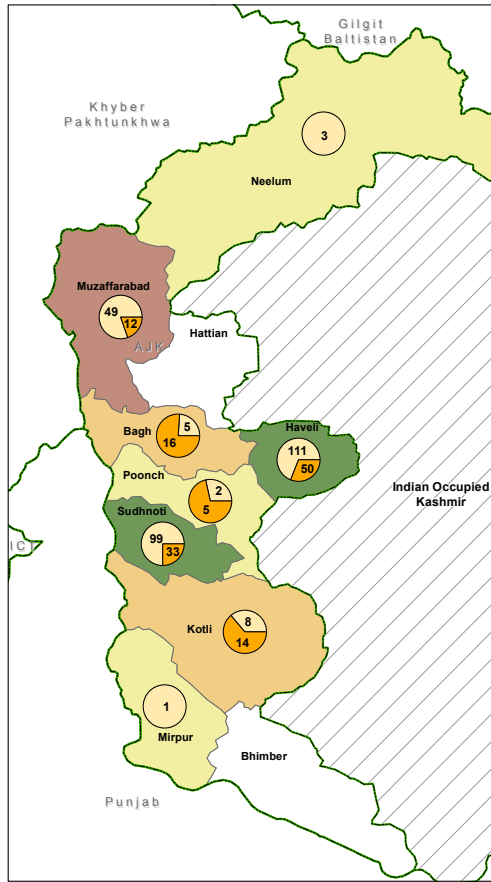 Gilgit
Baltistan
Khyber
Pakhtunkhwa
3
Neelum
Muzaffarabad
49
12
AJK
Hattian
Bagh
5
16
Haveli
111
50
Poonch
2
5
Indian Occupied
Kashmir
Sudhnoti
99
33
ICT
8
Kotli
14
1
Mirpur
Bhimber
Punjab